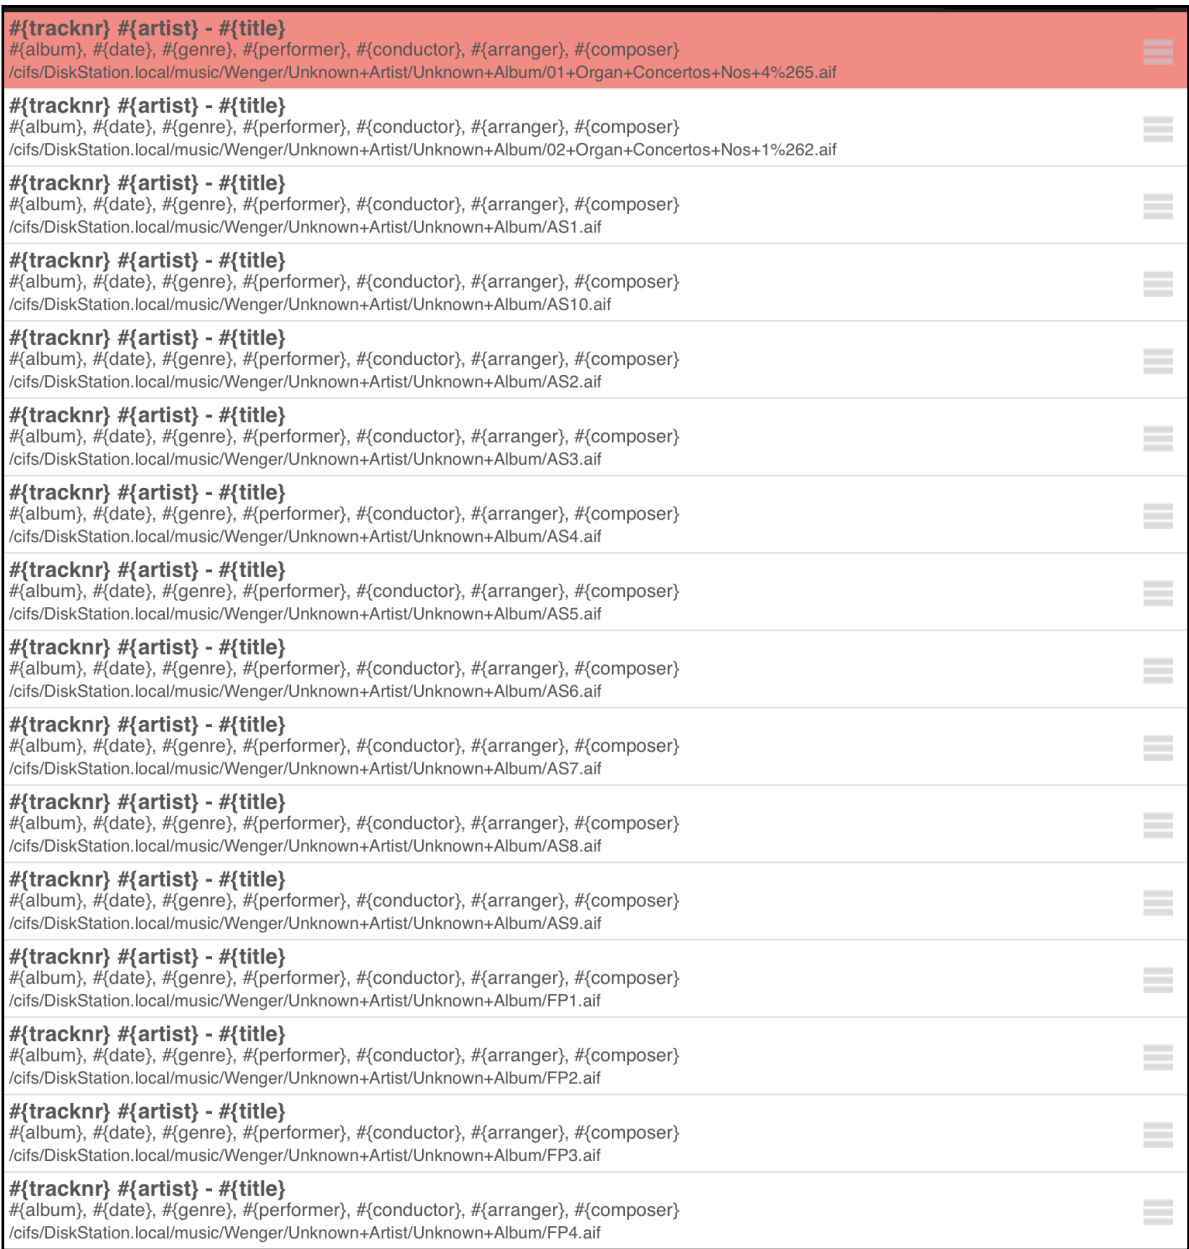 #{tracknr} #{artist} - #{title}
#{album}, #{date}, #{genre}, #{performer}, #{conductor}, #{arranger}, #{composer}
/cifs/DiskStation.local/music/Wenger/Unknown+Artist/Unknown+Album/01+Organ+Concertos+Nos+4%265.aif
#{tracknr} #{artist} - #{title}
#{album}, #{date}, #{genre}, #{performer}, #{conductor}, #{arranger}, #{composer}
/cifs/DiskStation.local/music/Wenger/Unknown+Artist/Unknown+Album/02+Organ+Concertos+Nos+1%262.aif
#{tracknr} #{artist} - #{title}
#{album}, #{date}, #{genre}, #{performer}, #{conductor}, #{arranger}, #{composer}
/cifs/DiskStation.local/music/Wenger/Unknown+Artist/Unknown+Album/AS1.aif
#{tracknr} #{artist} - #{title}
#{album}, #{date}, #{genre}, #{performer}, #{conductor}, #{arranger}, #{composer}
/cifs/DiskStation.local/music/Wenger/Unknown+Artist/Unknown+Album/AS10.aif
#{tracknr} #{artist} - #{title}
#{album}, #{date}, #{genre}, #{performer}, #{conductor}, #{arranger}, #{composer}
/cifs/DiskStation.local/music/Wenger/Unknown+Artist/Unknown+Album/AS2.aif
#{tracknr} #{artist} - #{title}
#{album}, #{date}, #{genre}, #{performer}, #{conductor}, #{arranger}, #{composer}
/cifs/DiskStation.local/music/Wenger/Unknown+Artist/Unknown+Album/AS3.aif
#{tracknr} #{artist} - #{title}
#{album}, #{date}, #{genre}, #{performer}, #{conductor}, #{arranger}, #{composer}
/cifs/DiskStation.local/music/Wenger/Unknown+Artist/Unknown+Album/AS4.aif
#{tracknr} #{artist} - #{title}
#{album}, #{date}, #{genre}, #{performer}, #{conductor}, #{arranger}, #{composer}
/cifs/DiskStation.local/music/Wenger/Unknown+Artist/Unknown+Album/AS5.aif
#{tracknr} #{artist} - #{title}
#{album}, #{date}, #{genre}, #{performer}, #{conductor}, #{arranger}, #{composer}
/cifs/DiskStation.local/music/Wenger/Unknown+Artist/Unknown+Album/AS6.aif
#{tracknr} #{artist} - #{title}
#{album}, #{date}, #{genre}, #{performer}, #{conductor}, #{arranger}, #{composer}
/cifs/DiskStation.local/music/Wenger/Unknown+Artist/Unknown+Album/AS7.aif
#{tracknr} #{artist} - #{title}
#{album}, #{date}, #{genre}, #{performer}, #{conductor}, #{arranger}, #{composer}
/cifs/DiskStation.local/music/Wenger/Unknown+Artist/Unknown+Album/AS8.aif
#{tracknr} #{artist} - #{title}
#{album}, #{date}, #{genre}, #{performer}, #{conductor}, #{arranger}, #{composer}
/cifs/DiskStation.local/music/Wenger/Unknown+Artist/Unknown+Album/AS9.aif
#{tracknr} #{artist} - #{title}
#{album}, #{date}, #{genre}, #{performer}, #{conductor}, #{arranger}, #{composer}
/cifs/DiskStation.local/music/Wenger/Unknown+Artist/Unknown+Album/FP1.aif
#{tracknr} #{artist} - #{title}
#{album}, #{date}, #{genre}, #{performer}, #{conductor}, #{arranger}, #{composer}
/cifs/DiskStation.local/music/Wenger/Unknown+Artist/Unknown+Album/FP2.aif
#{tracknr} #{artist} - #{title}
#{album}, #{date}, #{genre}, #{performer}, #{conductor}, #{arranger}, #{composer}
/cifs/DiskStation.local/music/Wenger/Unknown+Artist/Unknown+Album/FP3.aif
#{tracknr} #{artist} - #{title}
#{album}, #{date}, #{genre}, #{performer}, #{conductor}, #{arranger}, #{composer}
/cifs/DiskStation.local/music/Wenger/Unknown+Artist/Unknown+Album/FP4.aif